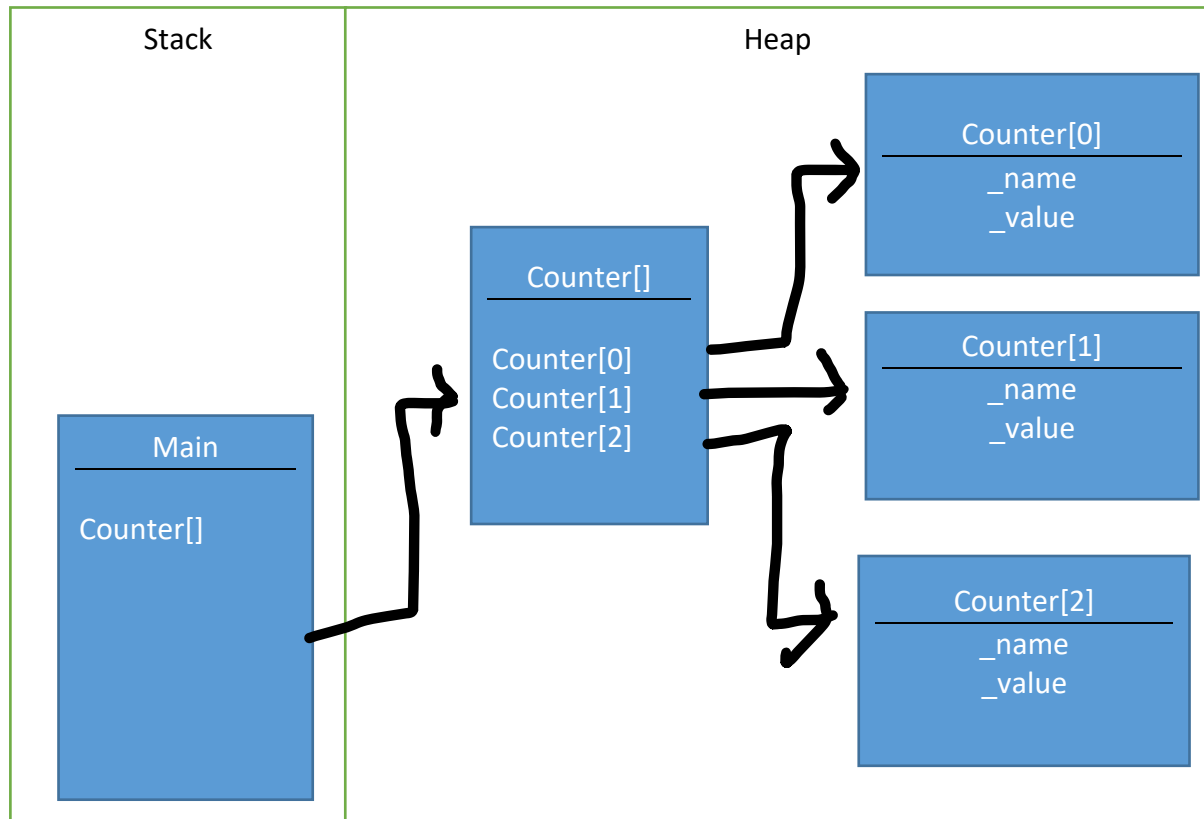 Stack
Heap
Main
Counter[]
Counter[]
Counter[0]
Counter[1]
Counter[2]
Counter[0]
_name
_value
Counter[1]
_name
_value
Counter[2]
_name
_value